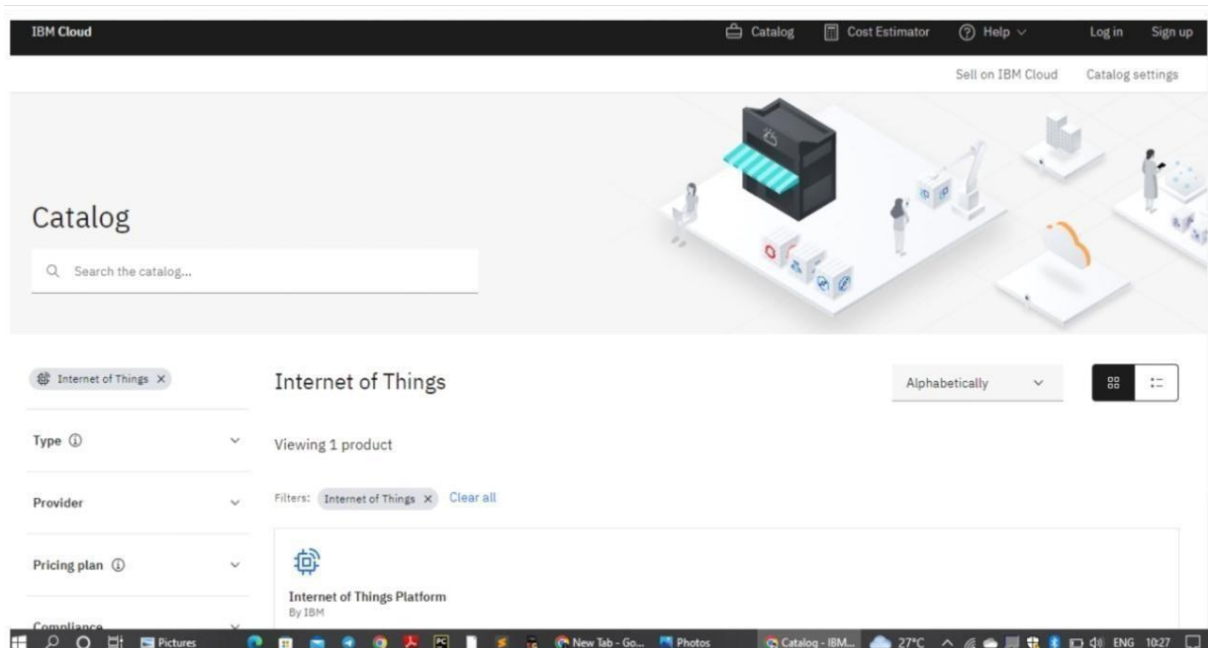 IBM Cloud
Catalog
Cost Estimator
Help
Log in
Sign up
Sell on IBM Cloud
Catalog settings
Catalog
Search the catalog...
Internet of Things ×
Internet of Things
Alphabetically
Type
Viewing 1 product
Provider
Filters: Internet of Things × Clear all
Pricing plan
Internet of Things Platform
By IBM
Compliance
Pictures
New Tab - Go...
Photos
Catalog - IBM...
27°C
ENG
10:27